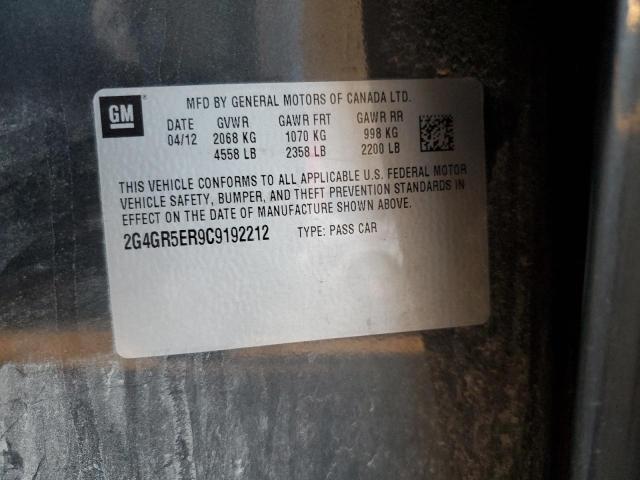 GM
MFD BY GENERAL MOTORS OF CANADA LTD.
DATE GVWR GAWR FRT GAWR RR
04/12 2068 KG 1070 KG 998 KG
4558 LB 2358 LB 2200 LB
THIS VEHICLE CONFORMS TO ALL APPLICABLE U.S. FEDERAL MOTOR
VEHICLE SAFETY, BUMPER, AND THEFT PREVENTION STANDARDS IN
EFFECT ON THE DATE OF MANUFACTURE SHOWN ABOVE.
2G4GR5ER9C9192212 TYPE: PASS CAR